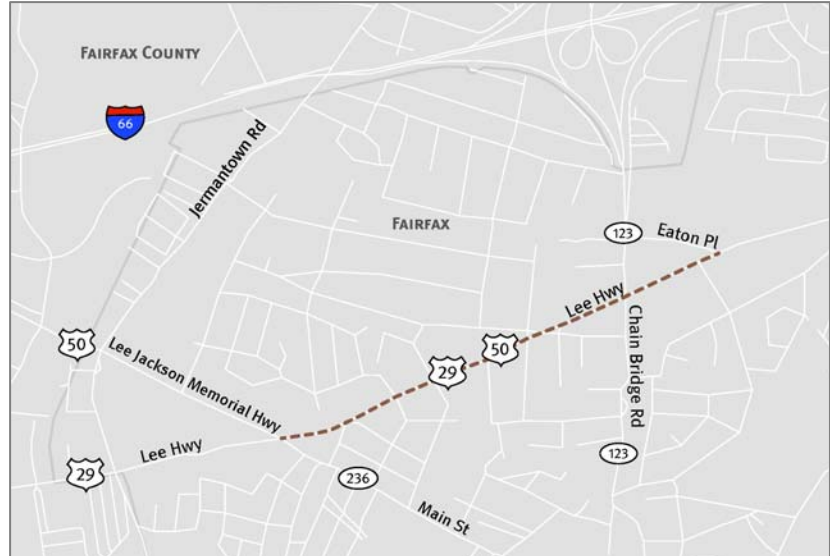 FAIRFAX COUNTY
66
Jermantown Rd
FAIRFAX
123
Eaton Pl
Lee Hwy
50
Lee Jackson Memorial Hwy
50
29
Chain Bridge Rd
Lee Hwy
29
236
123
Main St